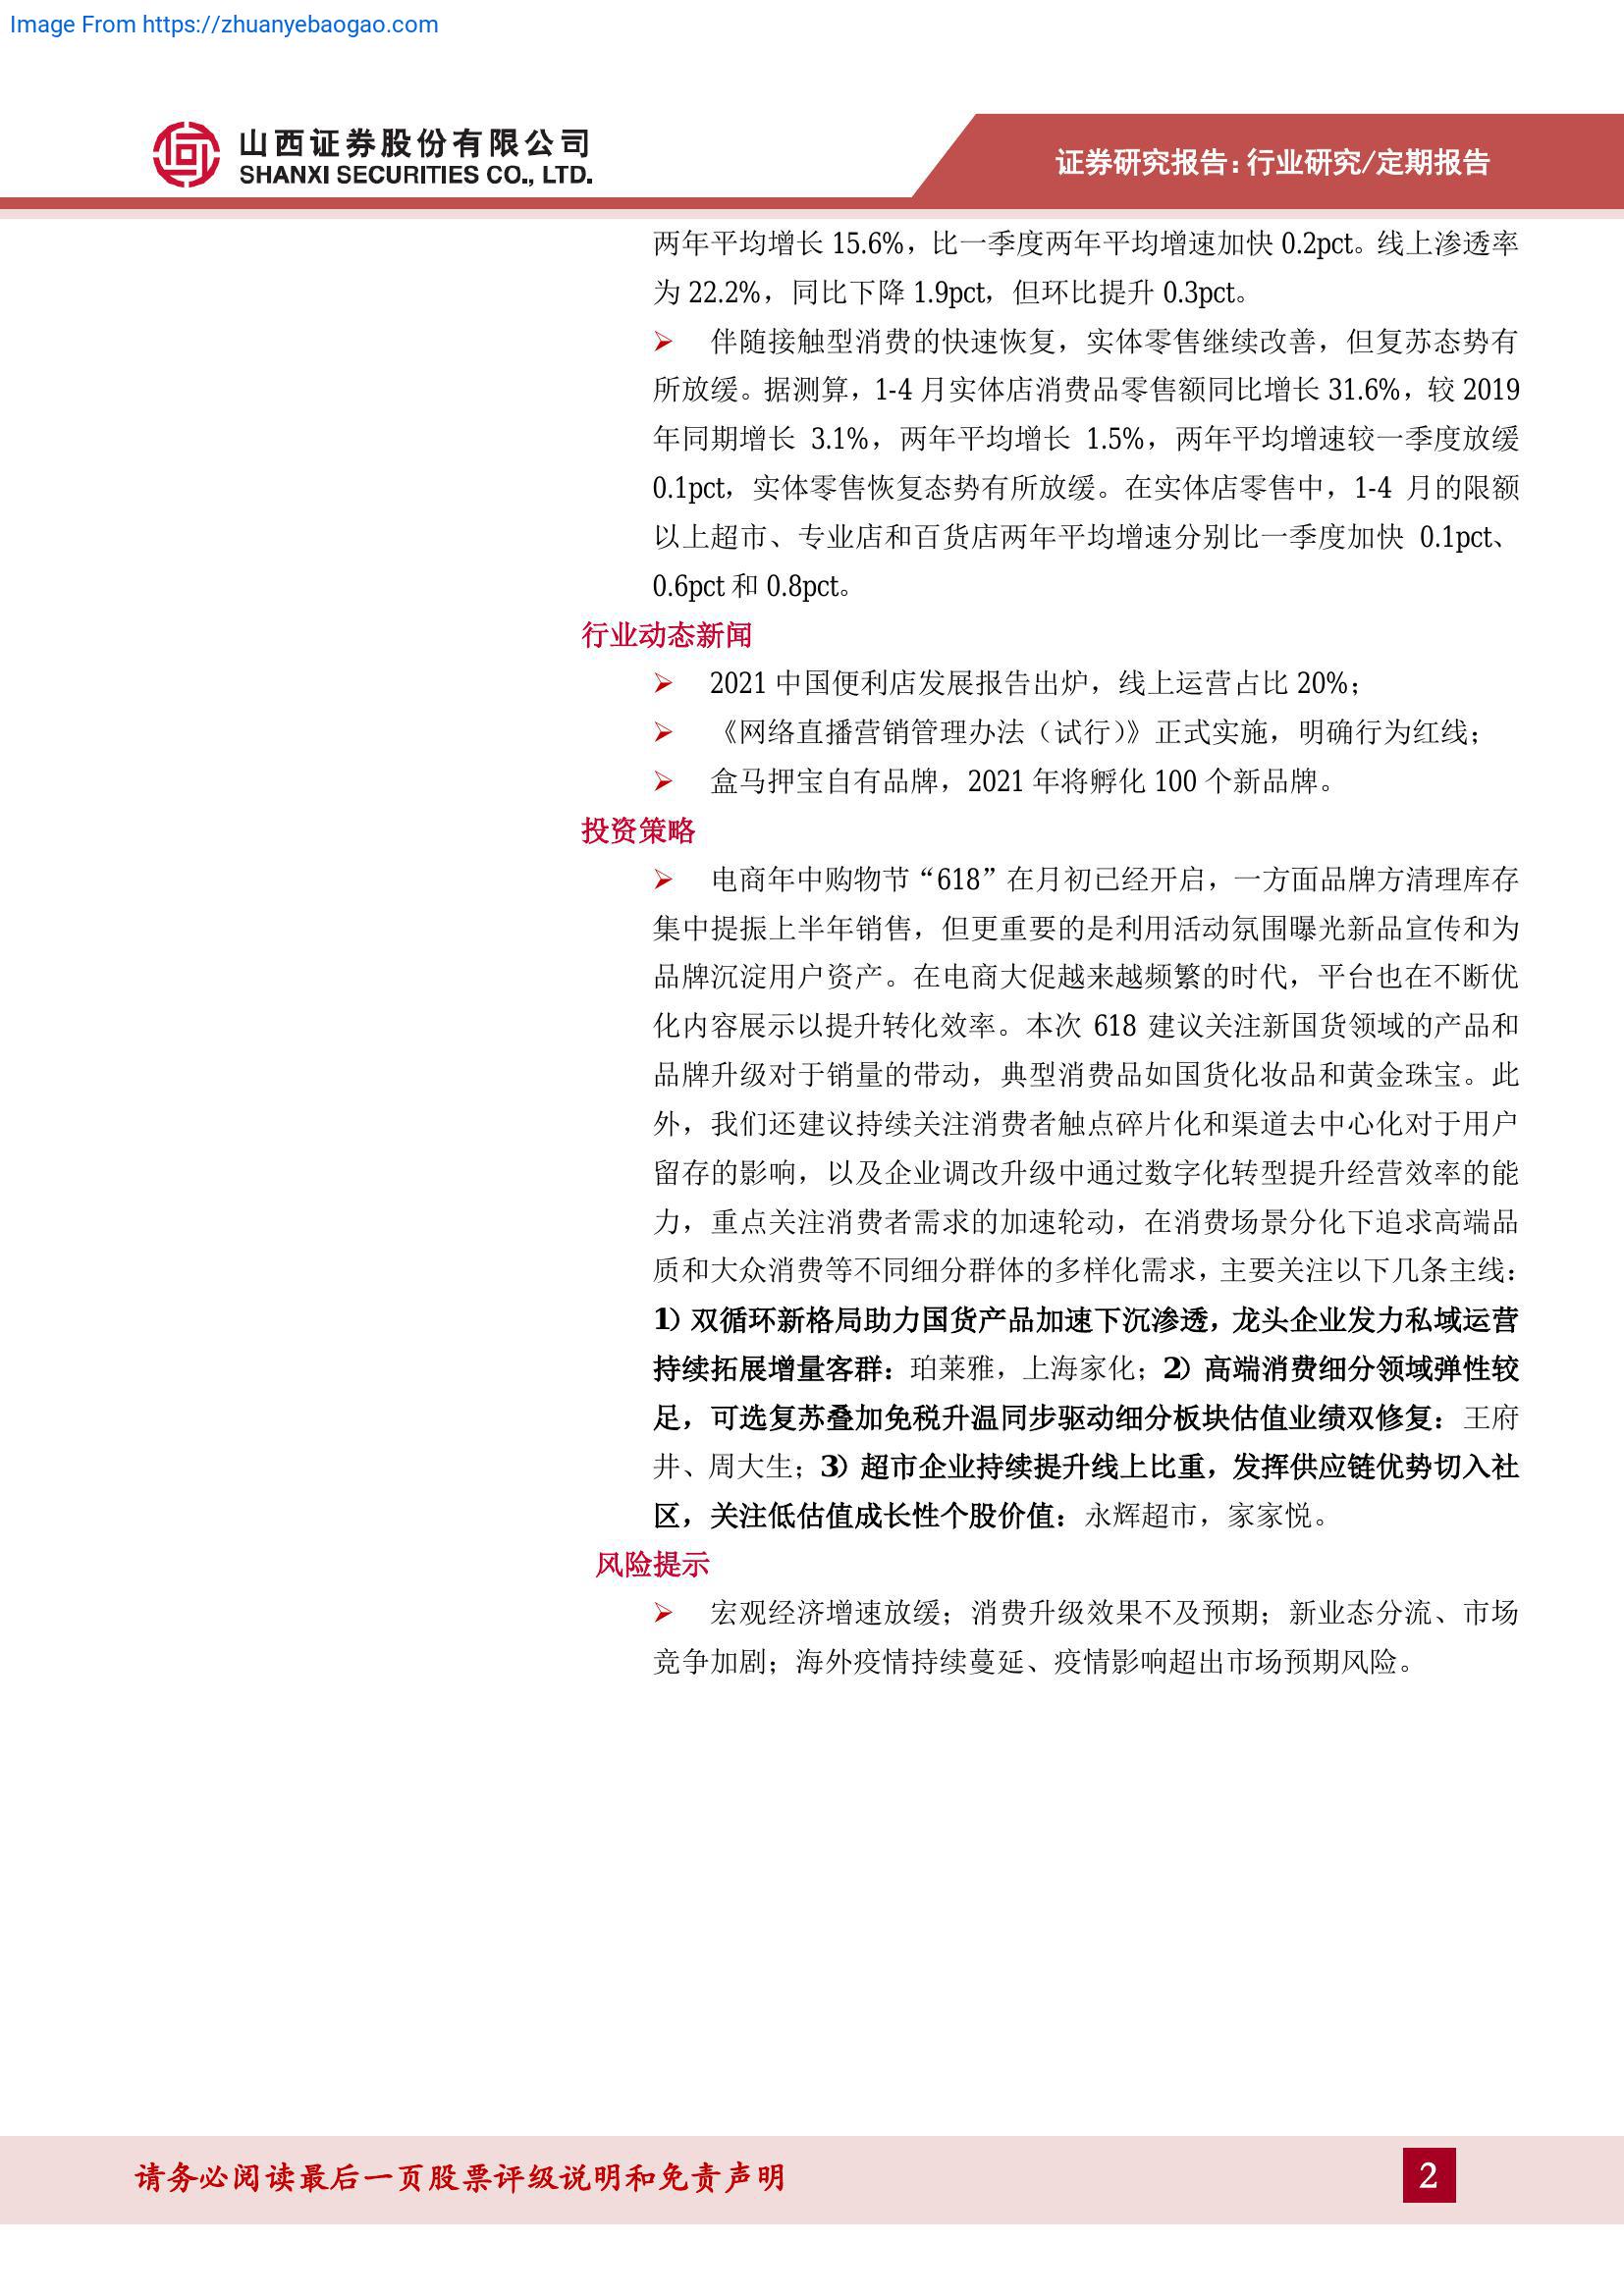 Image From https://zhuanyebaogao.com
山西证券股份有限公司
SHANXI SECURITIES CO., LTD.
证券研究报告：行业研究/定期报告
两年平均增长 15.6%，比一季度两年平均增速加快 0.2pct。线上渗透率
为 22.2%，同比下降 1.9pct，但环比提升 0.3pct。
➢ 伴随接触型消费的快速恢复，实体零售继续改善，但复苏态势有
所放缓。据测算，1-4 月实体店消费品零售额同比增长 31.6%，较 2019
年同期增长 3.1%，两年平均增长 1.5%，两年平均增速较一季度放缓
0.1pct，实体零售恢复态势有所放缓。在实体店零售中，1-4 月的限额
以上超市、专业店和百货店两年平均增速分别比一季度加快 0.1pct、
0.6pct 和 0.8pct。
行业动态新闻
➢ 2021 中国便利店发展报告出炉，线上运营占比 20%；
➢ 《网络直播营销管理办法（试行）》正式实施，明确行为红线；
➢ 盒马押宝自有品牌，2021 年将孵化 100 个新品牌。
投资策略
➢ 电商年中购物节“618”在月初已经开启，一方面品牌方清理库存
集中提振上半年销售，但更重要的是利用活动氛围曝光新品宣传和为
品牌沉淀用户资产。在电商大促越来越频繁的时代，平台也在不断优
化内容展示以提升转化效率。本次 618 建议关注新国货领域的产品和
品牌升级对于销量的带动，典型消费品如国货化妆品和黄金珠宝。此
外，我们还建议持续关注消费者触点碎片化和渠道去中心化对于用户
留存的影响，以及企业调改升级中通过数字化转型提升经营效率的能
力，重点关注消费者需求的加速轮动，在消费场景分化下追求高端品
质和大众消费等不同细分群体的多样化需求，主要关注以下几条主线：
1）双循环新格局助力国货产品加速下沉渗透，龙头企业发力私域运营
持续拓展增量客群：珀莱雅，上海家化；2）高端消费细分领域弹性较
足，可选复苏叠加免税升温同步驱动细分板块估值业绩双修复：王府
井、周大生；3）超市企业持续提升线上比重，发挥供应链优势切入社
区，关注低估值成长性个股价值：永辉超市，家家悦。
风险提示
➢ 宏观经济增速放缓；消费升级效果不及预期；新业态分流、市场
竞争加剧；海外疫情持续蔓延、疫情影响超出市场预期风险。
请务必阅读最后一页股票评级说明和免责声明
2